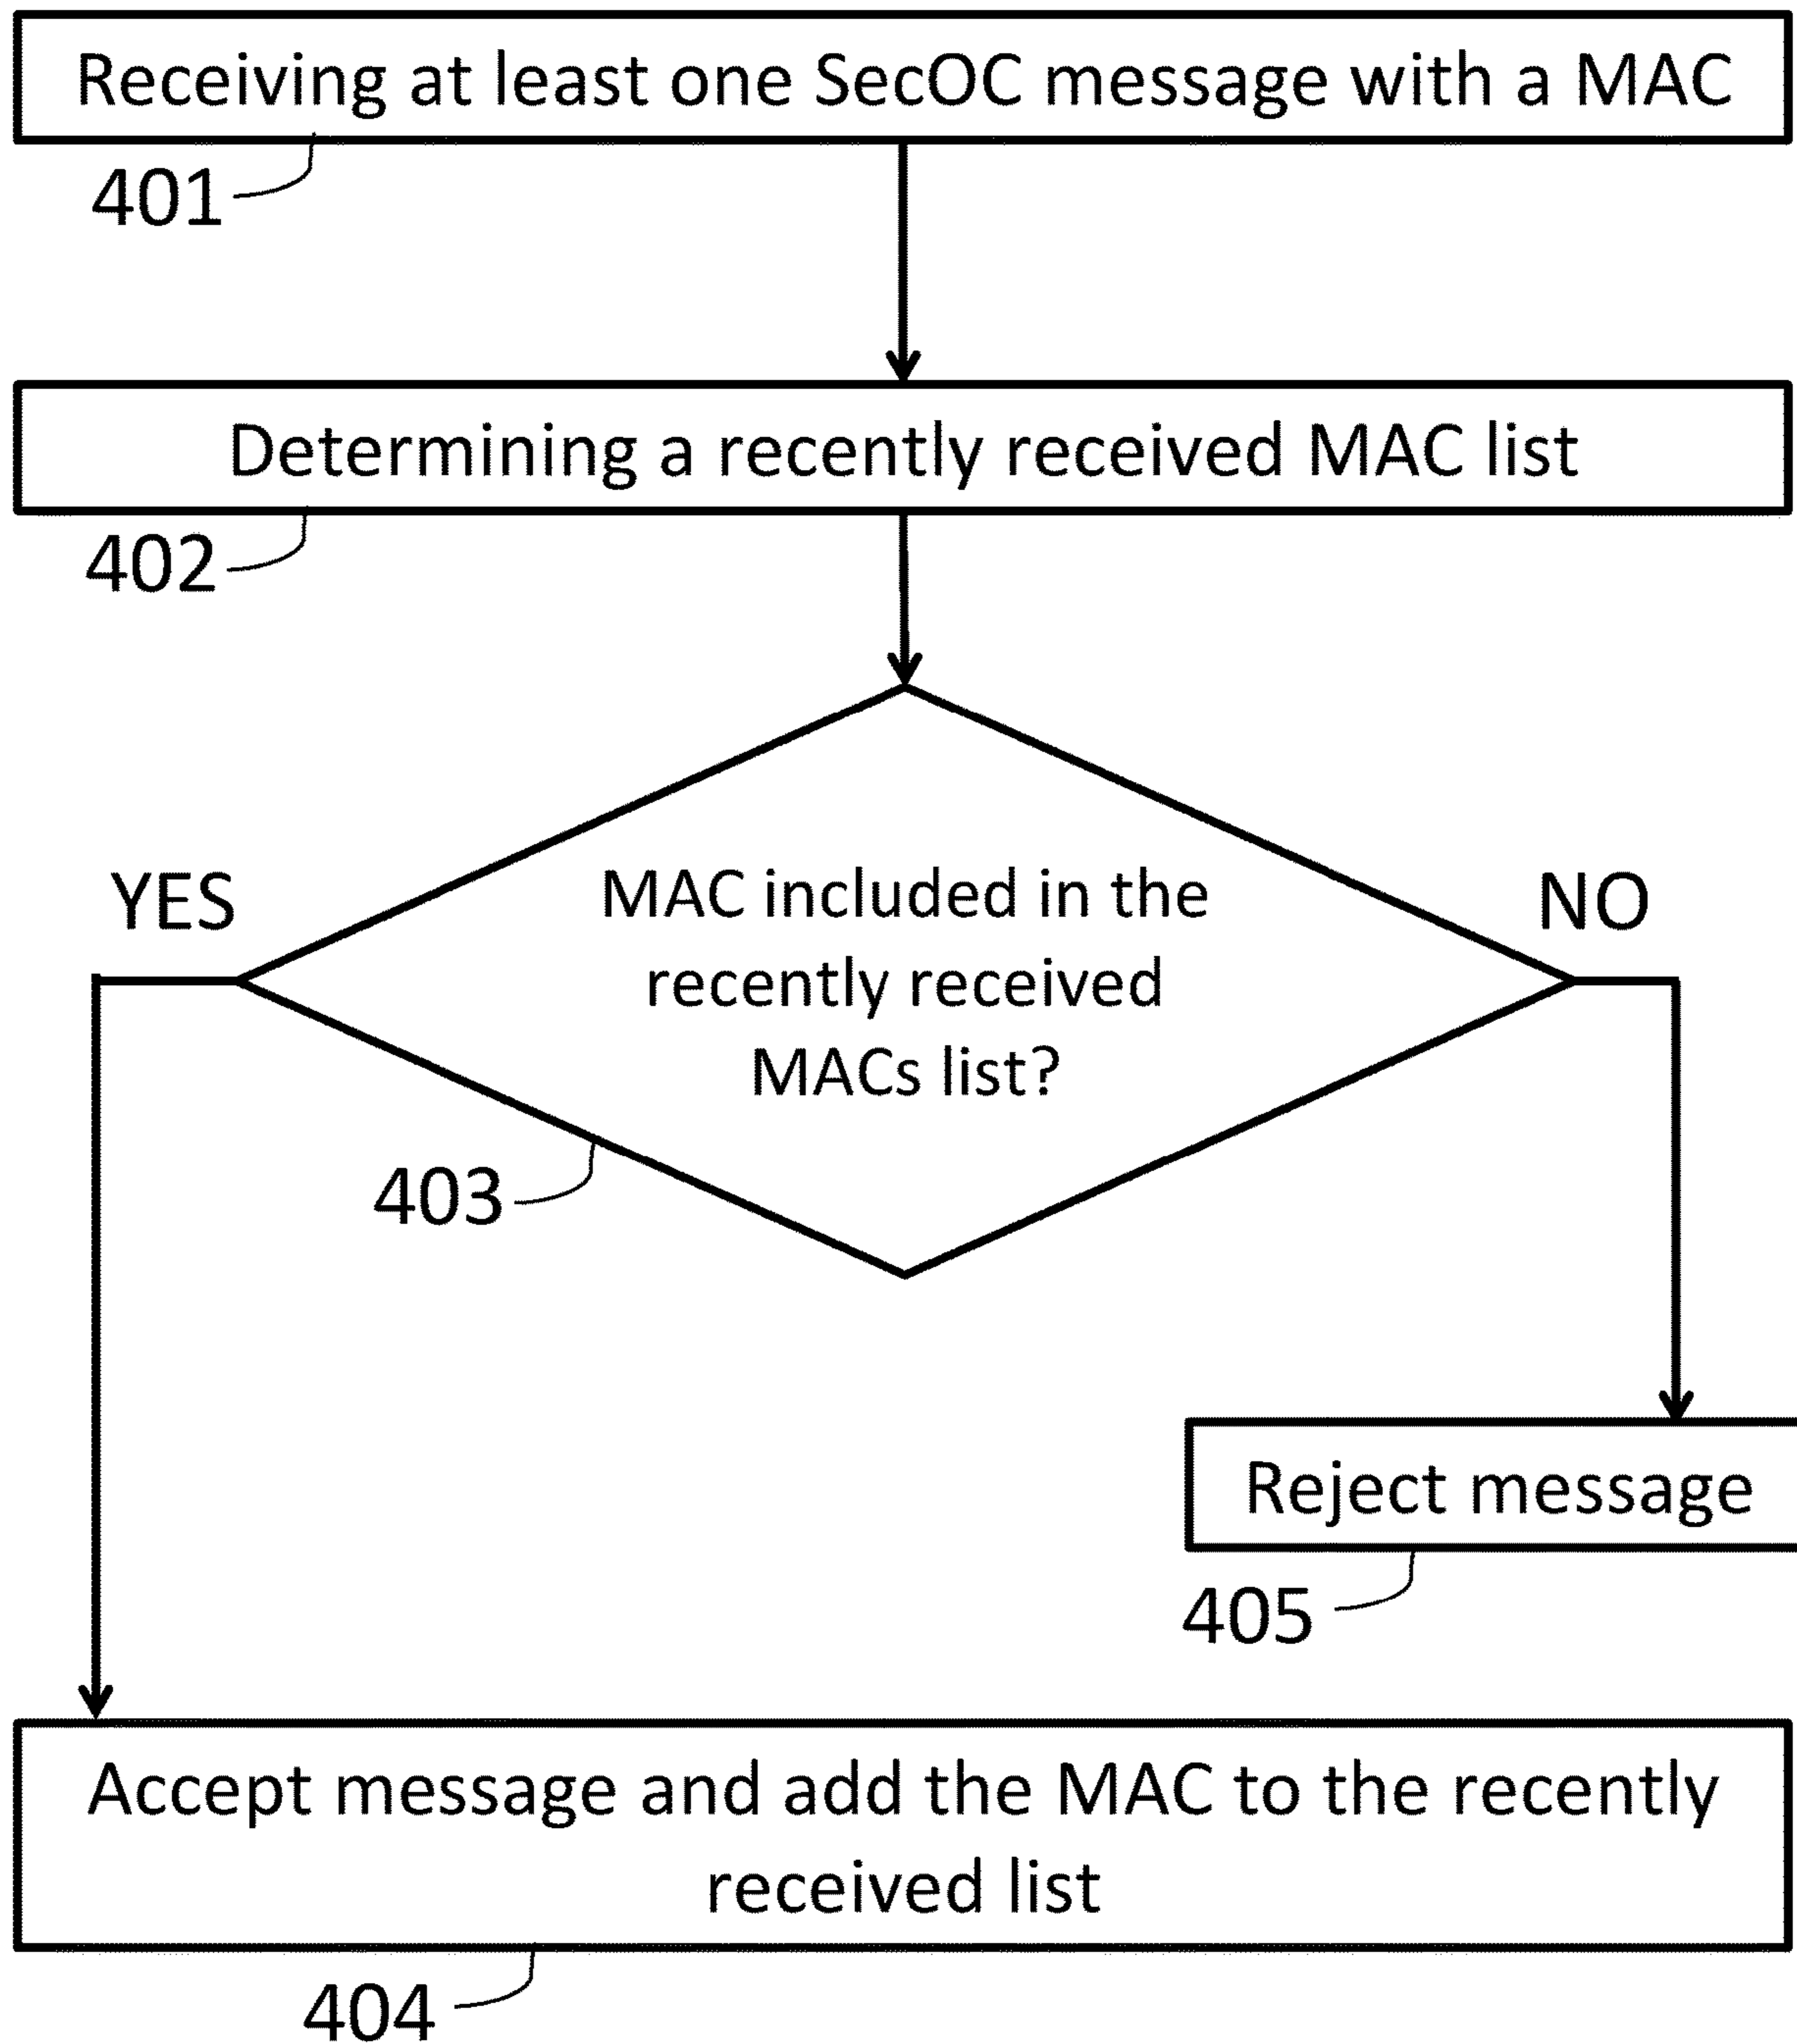 Receiving at least one SecOC message with a MAC
401
Determining a recently received MAC list
402
YES
NO
MAC included in the
recently received
MACs list?
403
Reject message
405
Accept message and add the MAC to the recently
received list
404